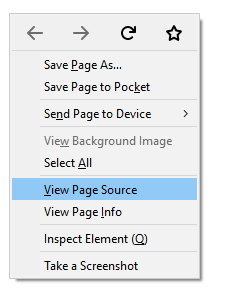 Save Page As...
Save Page to Pocket
Send Page to Device
View Background Image
Select All
View Page Source
View Page Info
Inspect Element (Q)
Take a Screenshot